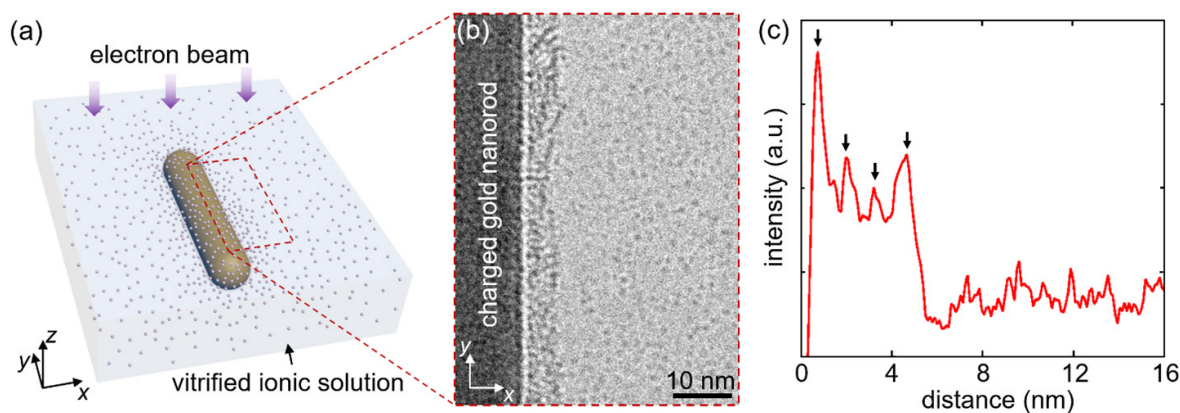 (a)
electron beam
z
y
x
vitrified ionic solution
(b)
charged gold nanorod
y
x
10 nm
(c)
intensity (a.u.)
0
4
8
12
16
distance (nm)